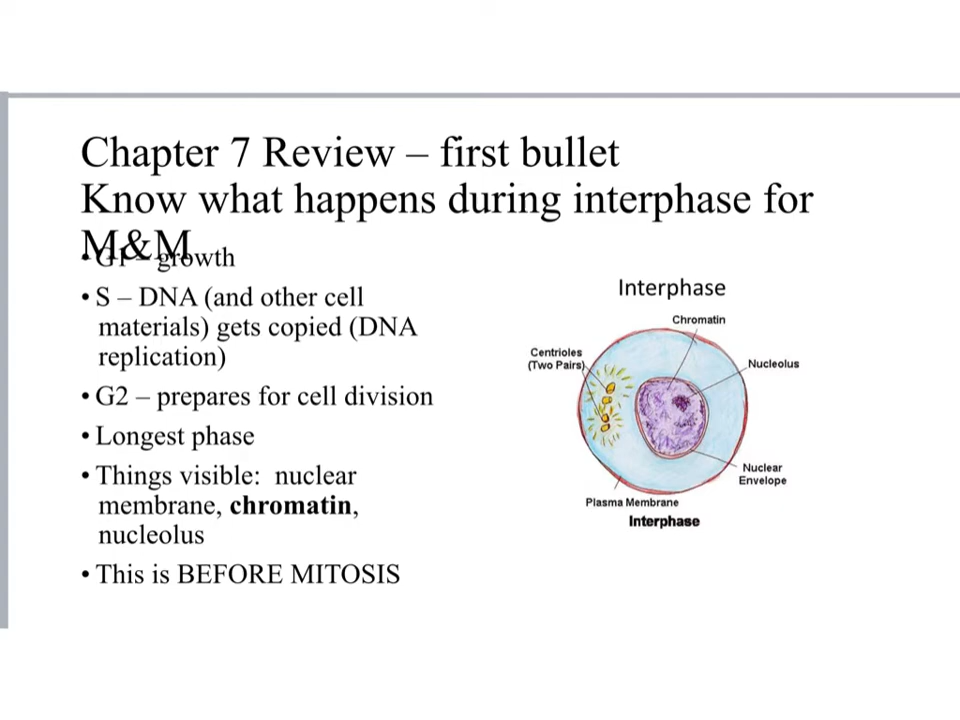 Chapter 7 Review – first bullet
Know what happens during interphase for
M&M
• G1 – growth
• S – DNA (and other cell
materials) gets copied (DNA
replication)
• G2 – prepares for cell division
• Longest phase
• Things visible:  nuclear
membrane, chromatin,
nucleolus
• This is BEFORE MITOSIS
Interphase
Chromatin
Centrioles
(Two Pairs)
Nucleolus
Nuclear
Envelope
Plasma Membrane
Interphase